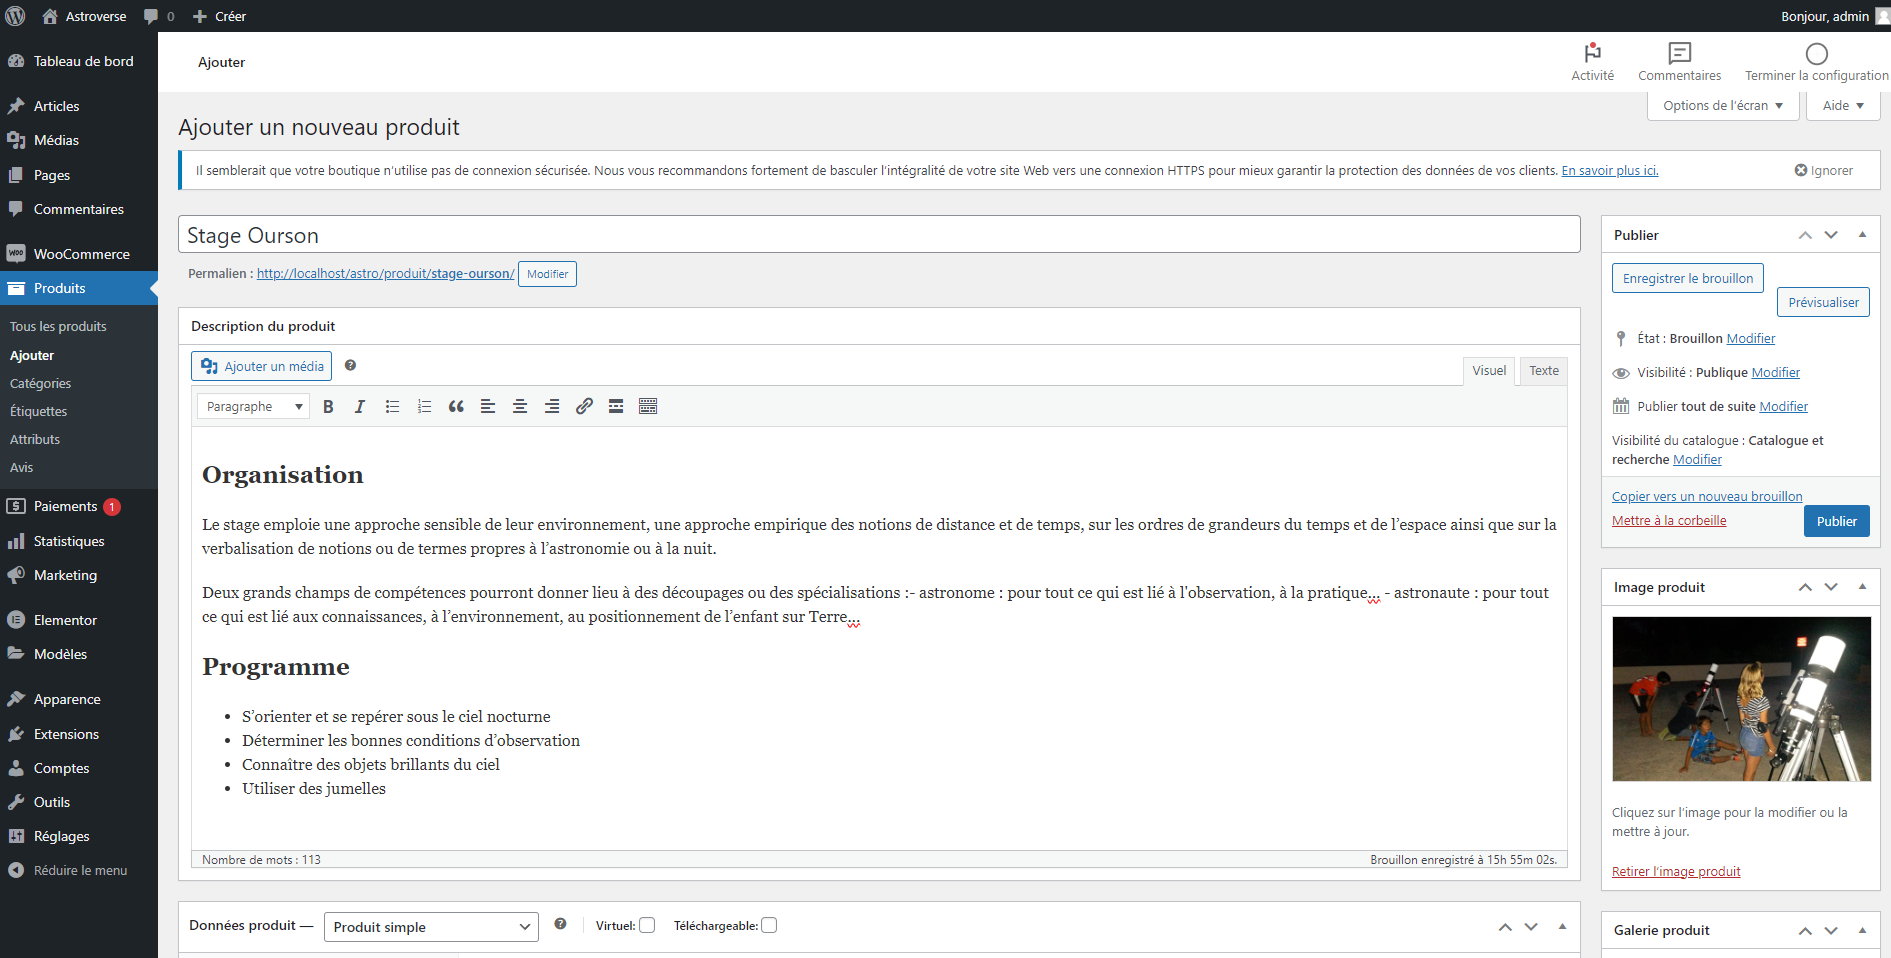 Astroverse 0 Créer Bonjour, admin
Tableau de bord
Articles
Médias
Pages
Commentaires
WooCommerce
Produits
Tous les produits
Ajouter
Catégories
Étiquettes
Attributs
Avis
Paiements 1
Statistiques
Marketing
Elementor
Modèles
Apparence
Extensions
Comptes
Outils
Réglages
Réduire le menu
Ajouter
Activité Commentaires Terminer la configuration
Options de l'écran Aide
Ajouter un nouveau produit
Il semblerait que votre boutique n'utilise pas de connexion sécurisée. Nous vous recommandons fortement de basculer l'intégralité de votre site Web vers une connexion HTTPS pour mieux garantir la protection des données de vos clients. En savoir plus ici. Ignorer
Stage Ourson
Permalien : http://localhost/astro/produit/stage-ourson/ Modifier
Description du produit
Ajouter un média
Visuel Texte
Paragraphe
Organisation
Le stage emploie une approche sensible de leur environnement, une approche empirique des notions de distance et de temps, sur les ordres de grandeurs du temps et de l’espace ainsi que sur la
verbalisation de notions ou de termes propres à l’astronomie ou à la nuit.
Deux grands champs de compétences pourront donner lieu à des découpages ou des spécialisations :- astronome : pour tout ce qui est lié à l'observation, à la pratique... - astronaute : pour tout
ce qui est lié aux connaissances, à l’environnement, au positionnement de l’enfant sur Terre...
Programme
• S’orienter et se repérer sous le ciel nocturne
• Déterminer les bonnes conditions d’observation
• Connaître des objets brillants du ciel
• Utiliser des jumelles
Nombre de mots : 113 Brouillon enregistré à 15h 55m 02s.
Données produit — Produit simple Virtuel: Téléchargeable:
Publier
Enregistrer le brouillon
Prévisualiser
État : Brouillon Modifier
Visibilité : Publique Modifier
Publier tout de suite Modifier
Visibilité du catalogue : Catalogue et
recherche Modifier
Copier vers un nouveau brouillon
Mettre à la corbeille Publier
Image produit
Cliquez sur l'image pour la modifier ou la
mettre à jour.
Retirer l'image produit
Galerie produit